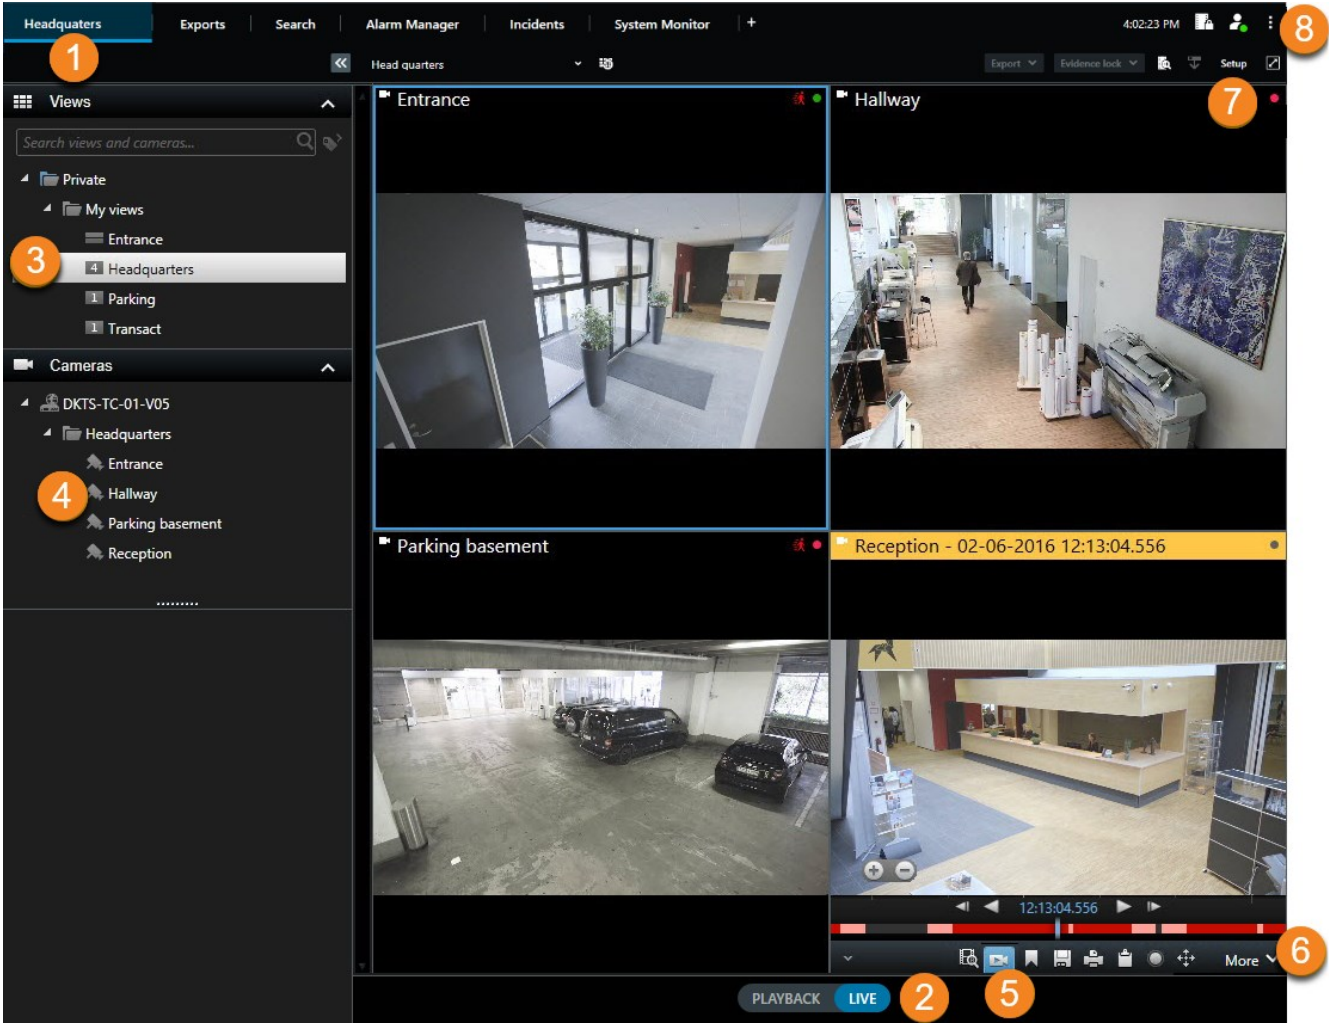 Headquaters Exports Search Alarm Manager Incidents System Monitor + 4:02:23 PM 8
1 Head quarters Export Evidence lock Setup
Views
Entrance
Hallway
7
Search views and cameras...
Private
My views
Entrance
3 4 Headquarters
1 Parking
1 Transact
Cameras
DKTS-TC-01-V05
Headquarters
Entrance
4 Hallway
Parking basement
Reception
Parking basement
Reception - 02-06-2016 12:13:04.556
12:13:04.556
More 6
PLAYBACK LIVE 2 5